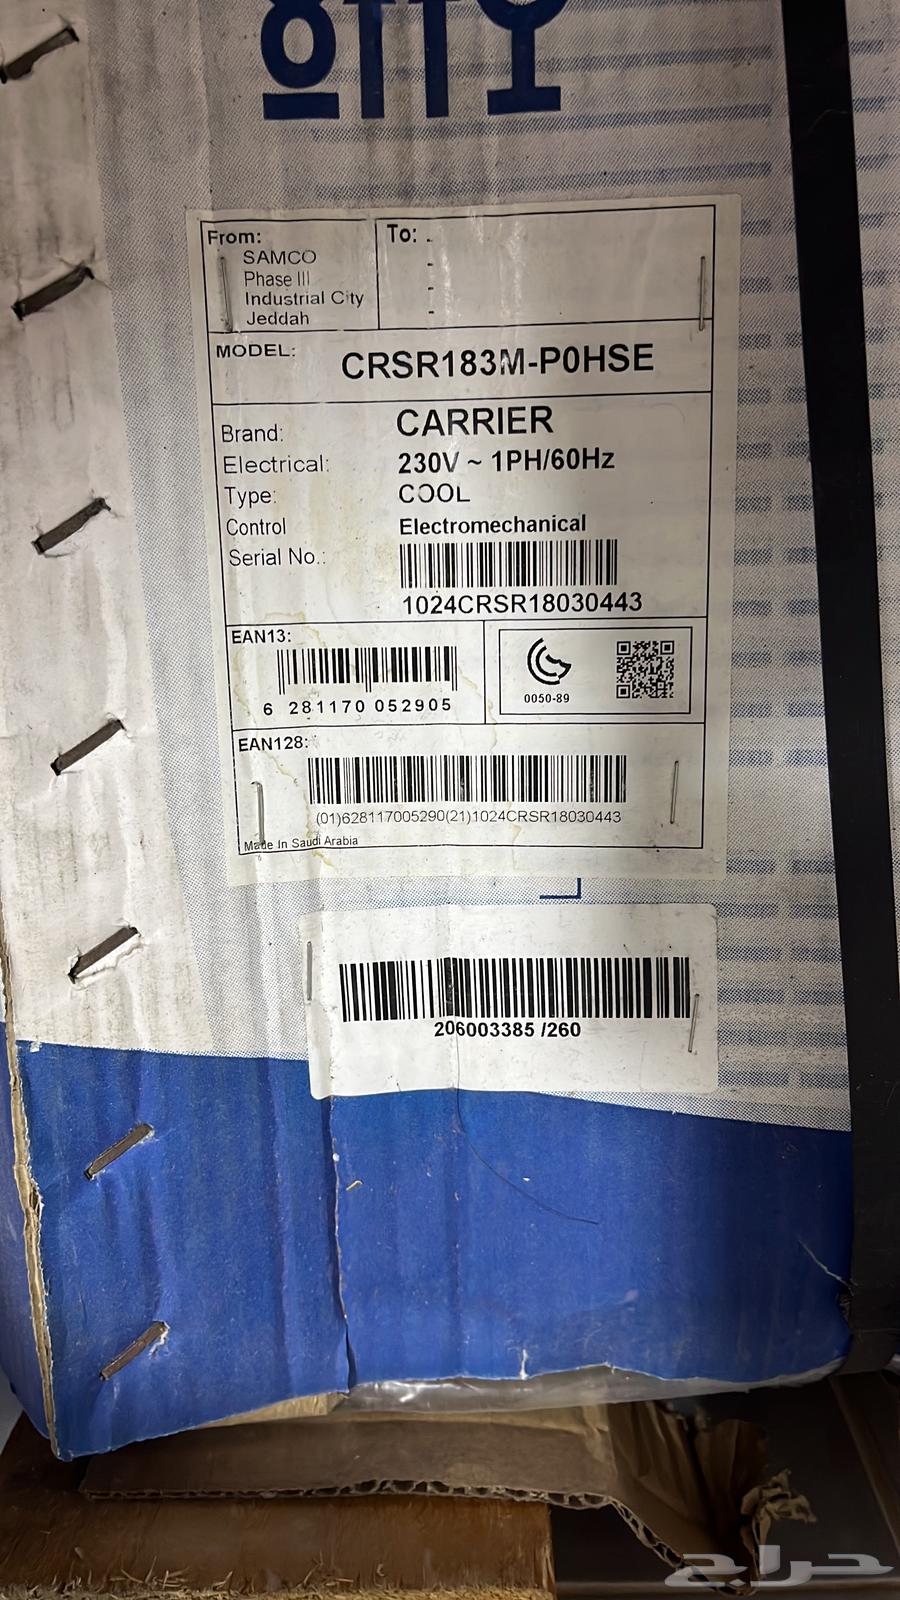 From:
SAMCO
Phase III
Industrial City
Jeddah
To: .
MODEL: CRSR183M-P0HSE
Brand: CARRIER
Electrical: 230V ~ 1PH/60Hz
Type: COOL
Control Electromechanical
Serial No.:
1024CRSR18030443
EAN13:
6 281170 052905
0050-89
EAN128:
(01)628117005290(21)1024CRSR18030443
Made In Saudi Arabia
206003385 /260
حراج